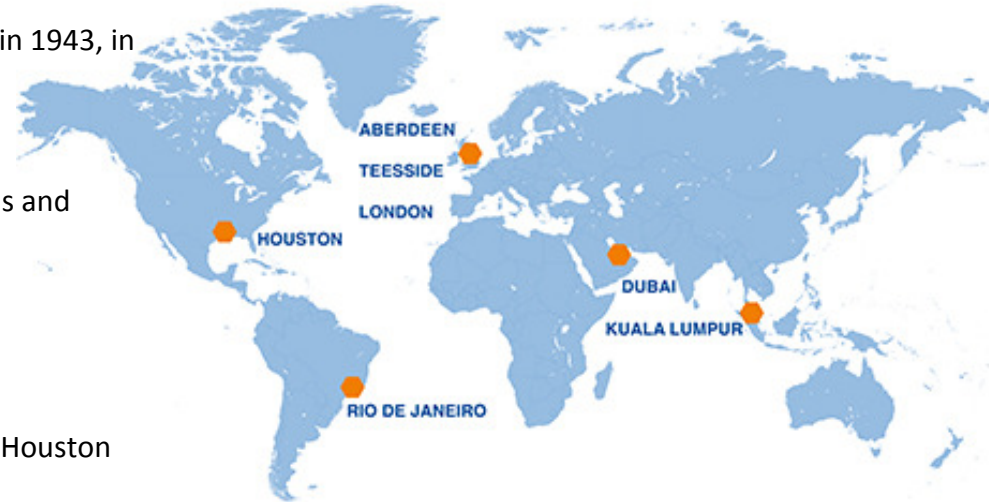 in 1943, in
ABERDEEN
TEESSIDE
s and
LONDON
HOUSTON
DUBAI
KUALA LUMPUR
RIO DE JANEIRO
Houston